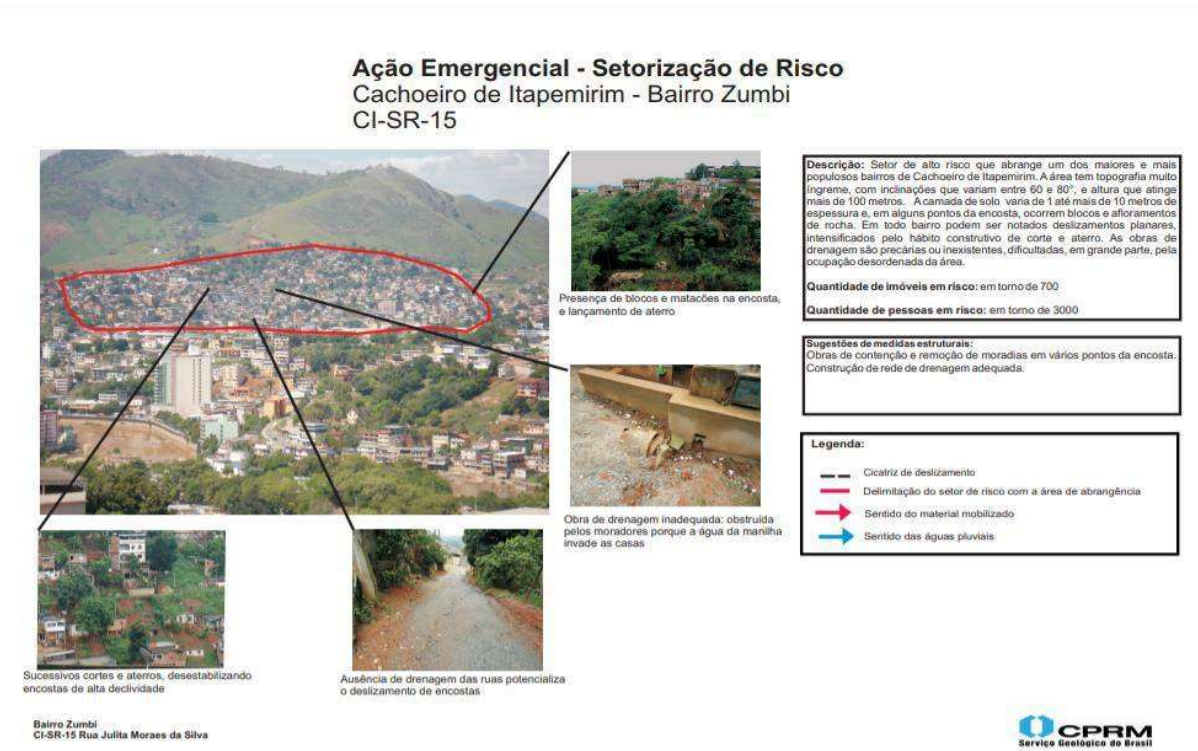 Ação Emergencial - Setorização de Risco
Cachoeiro de Itapemirim - Bairro Zumbi
CI-SR-15
Descrição: Setor de alto risco que abrange um dos maiores e mais
populosos bairros de Cachoeiro de Itapemirim. A área tem topografia muito
íngreme, com inclinações que variam entre 60 e 80°, e altura que atinge
mais de 100 metros. A camada de solo varia de 1 até mais de 10 metros de
espessura e, em alguns pontos da encosta, ocorrem blocos e afloramentos
de rocha. Em todo bairro podem ser notados deslizamentos planares,
intensificados pelo hábito construtivo de corte e aterro. As obras de
drenagem são precárias ou inexistentes, dificultadas, em grande parte, pela
ocupação desordenada da área.
Quantidade de imóveis em risco: em torno de 700
Quantidade de pessoas em risco: em torno de 3000
Presença de blocos e matacões na encosta,
e lançamento de aterro
Sugestões de medidas estruturais:
Obras de contenção e remoção de moradias em vários pontos da encosta.
Construção de rede de drenagem adequada.
Legenda:
Cicatriz de deslizamento
Delimitação do setor de risco com a área de abrangência
Sentido do material mobilizado
Sentido das águas pluviais
Obra de drenagem inadequada: obstruída
pelos moradores porque a água da manilha
invade as casas
Sucessivos cortes e aterros, desestabilizando
encostas de alta declividade
Ausência de drenagem das ruas potencializa
o deslizamento de encostas
Bairro Zumbi
CI-SR-15 Rua Julita Moraes da Silva
CPRM
Serviço Geológico do Brasil